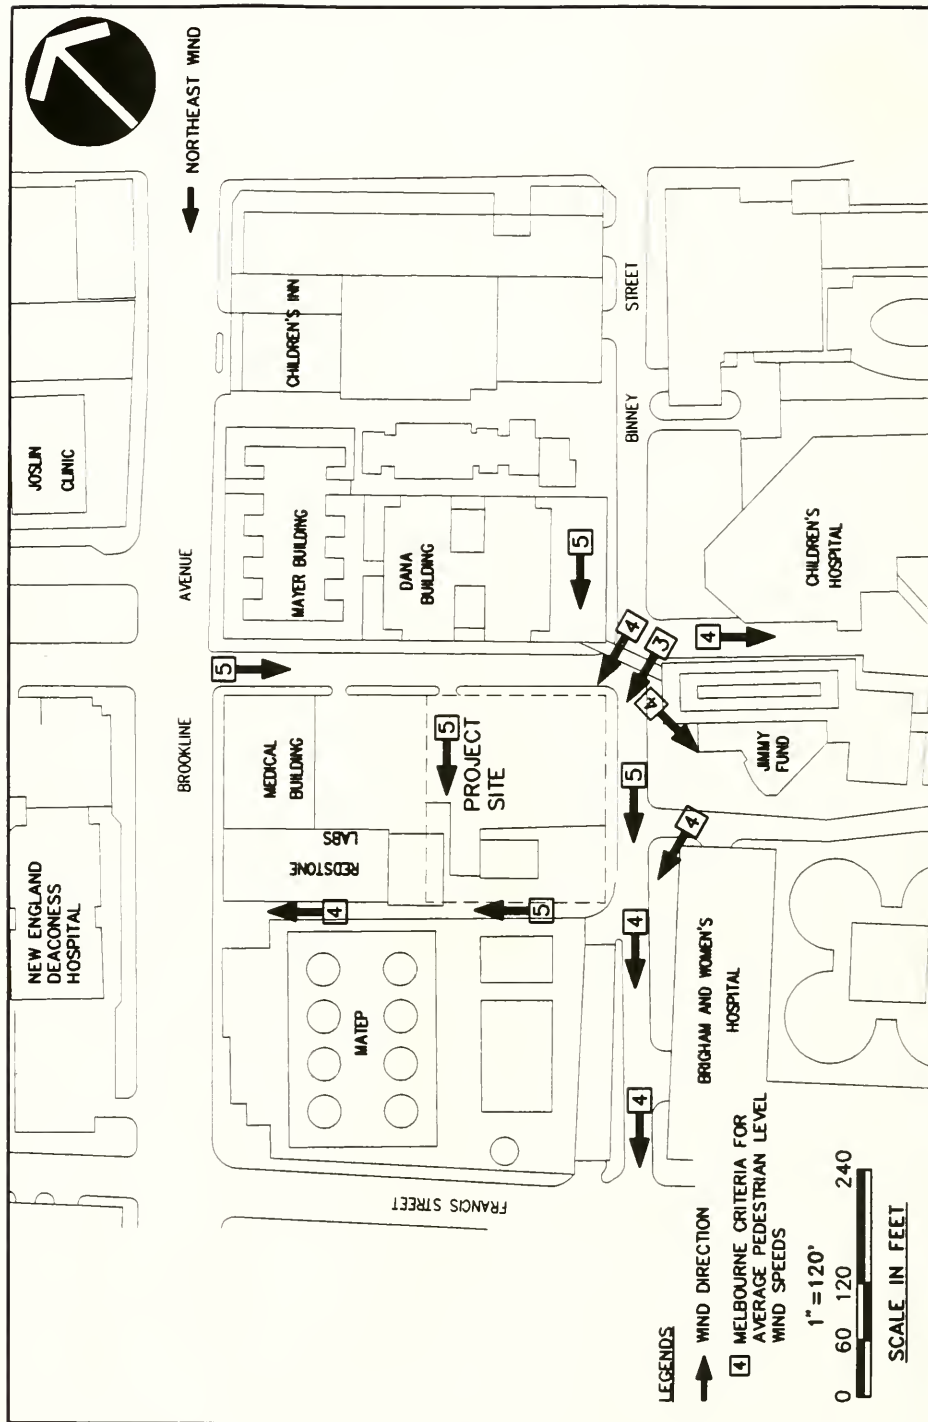 NORTHEAST WIND
JOSLIN
CLINIC
NEW ENGLAND
DEACONESS
HOSPITAL
BROOKLINE
AVENUE
CHILDREN'S INN
MAYER BUILDING
DANA
BUILDING
MEDICAL
BUILDING
REDSTONE
LABS
PROJECT
SITE
MATEP
FRANCIS STREET
BINNEY
STREET
CHILDREN'S
HOSPITAL
JIMMY
FUND
BRIGHAM AND WOMEN'S
HOSPITAL
5
5
5
4
3
4
4
5
4
4
5
4
4
LEGENDS
WIND DIRECTION
4 MELBOURNE CRITERIA FOR
AVERAGE PEDESTRIAN LEVEL
WIND SPEEDS
1"=120'
0 60 120 240
SCALE IN FEET